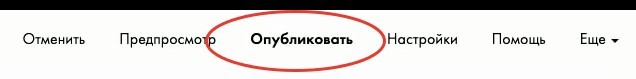 Отменить Предпросмотр Опубликовать Настройки Помощь Еще